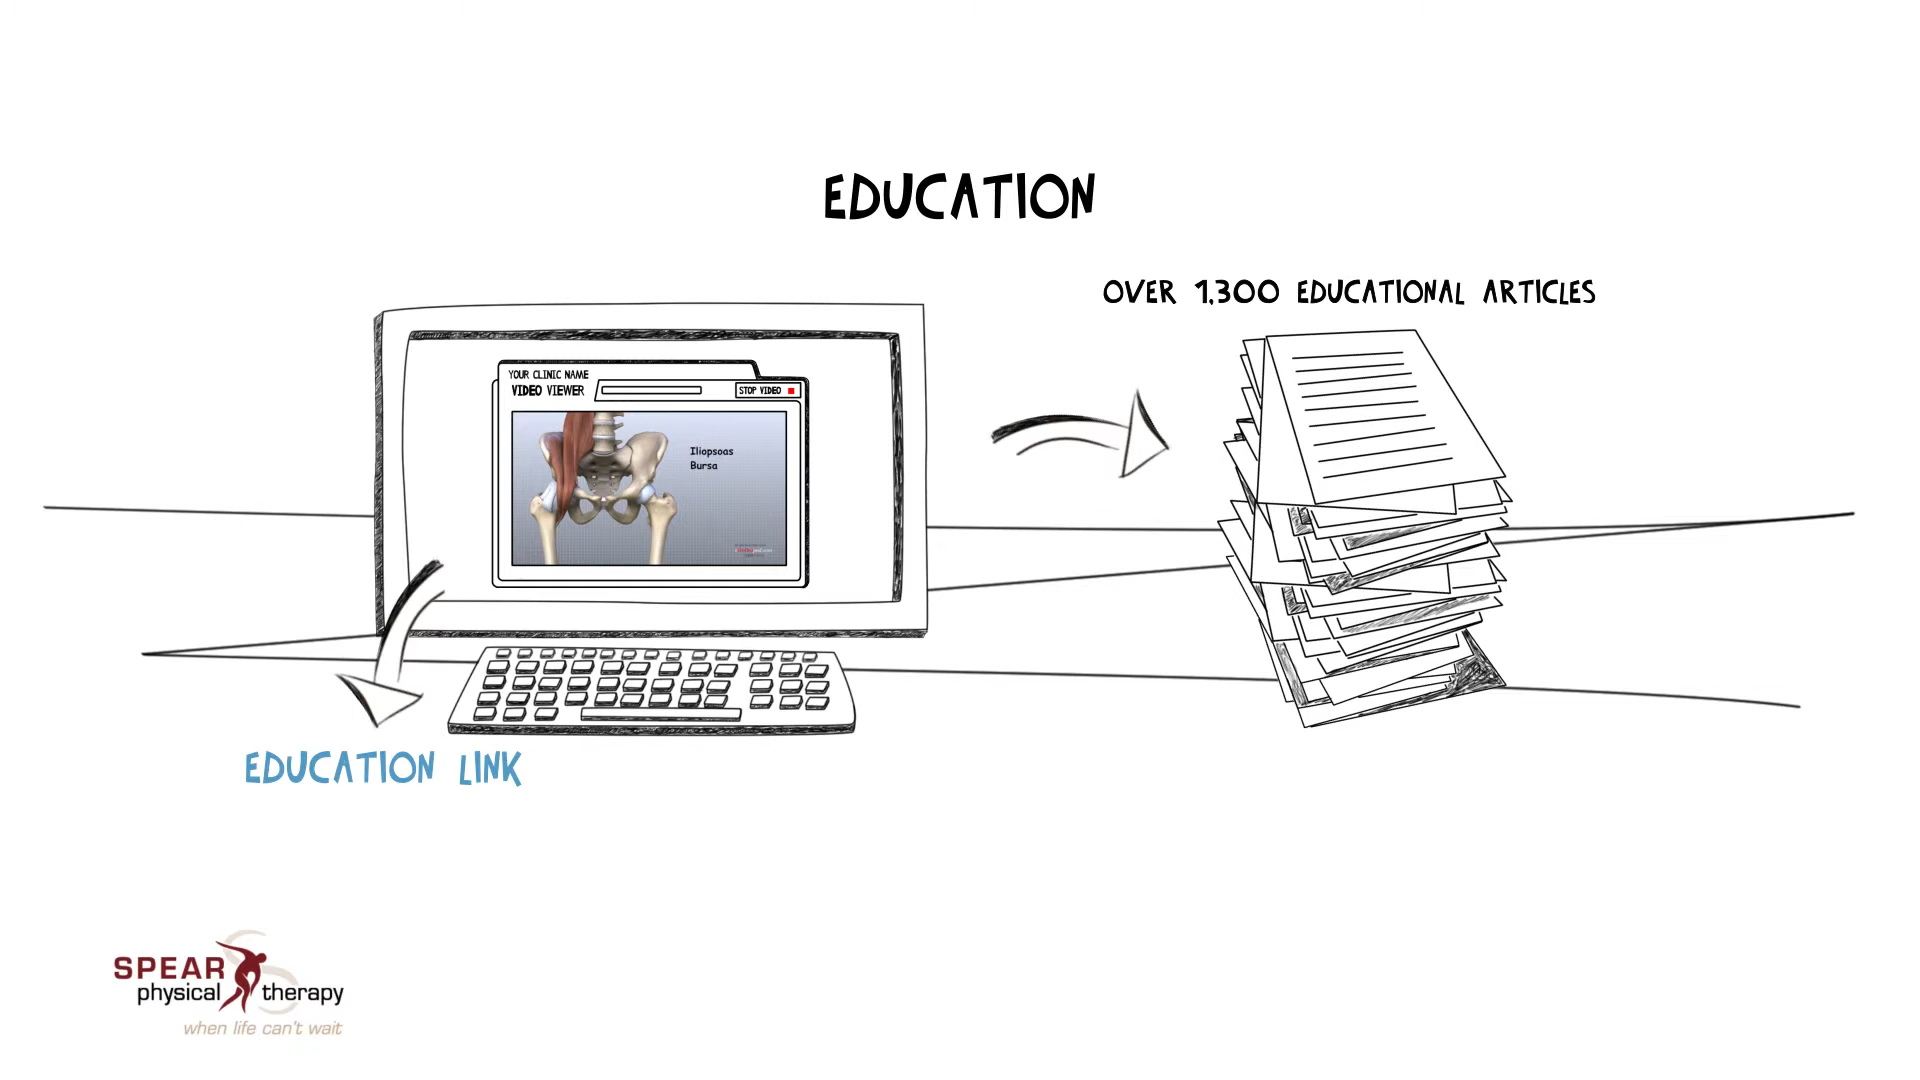 EDUCATION
OVER 1,300 EDUCATIONAL ARTICLES
YOUR CLINIC NAME
VIDEO VIEWER
STOP VIDEO
Iliopsoas
Bursa
EDUCATION LINK
SPEAR
physical therapy
when life can't wait